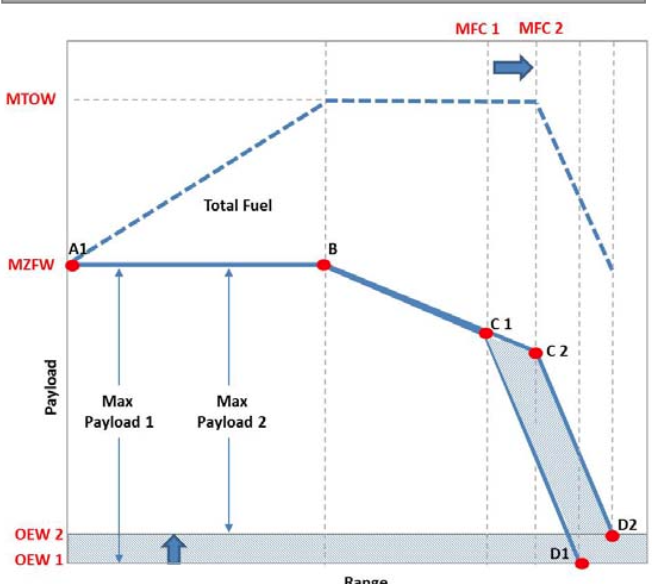 MFC 1 MFC 2
MTOW
Total Fuel
A1
B
MZFW
C 1
C 2
Payload
Max
Payload 1
Max
Payload 2
OEW 2
D2
OEW 1
D1
Range